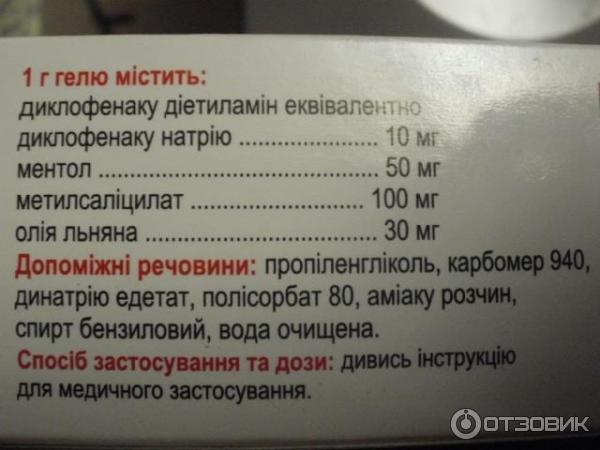 1 г гелю містить:
диклофенаку діетиламін еквівалентно
диклофенаку натрію ........................ 10 мг
ментол ................................................ 50 мг
метилсаліцилат ............................. 100 мг
олія льняна ..................................... 30 мг
Допоміжні речовини: пропіленгліколь, карбомер 940,
динатрію едетат, полісорбат 80, аміаку розчин,
спирт бензиловий, вода очищена.
Спосіб застосування та дози: дивись інструкцію
для медичного застосування.
ОТЗОВИК